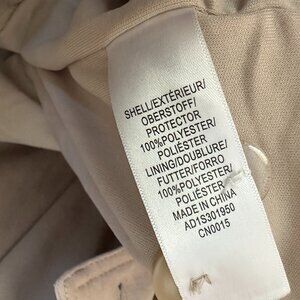 SHELL/EXTÉRIEUR/
OBERSTOFF/
PROTECTOR
100%POLYESTER/
POLIÉSTER
LINING/DOUBLURE/
FUTTER/FORRO
100%POLYESTER/
POLIÉSTER
MADE IN CHINA
AD1S301950
CN0015